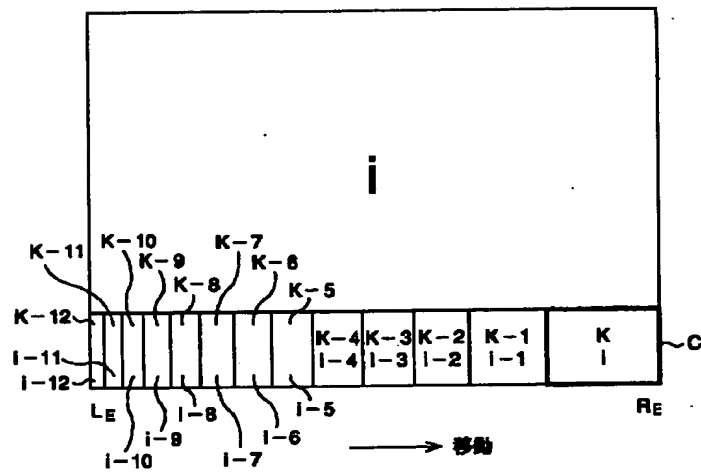 i
K-12
K-11
K-10
K-9
K-8
K-7
K-6
K-5
K-4
i-4
K-3
i-3
K-2
i-2
K-1
i-1
K
i
C
i-12
i-11
i-10
i-9
i-8
i-7
i-6
i-5
LE
RE
移動